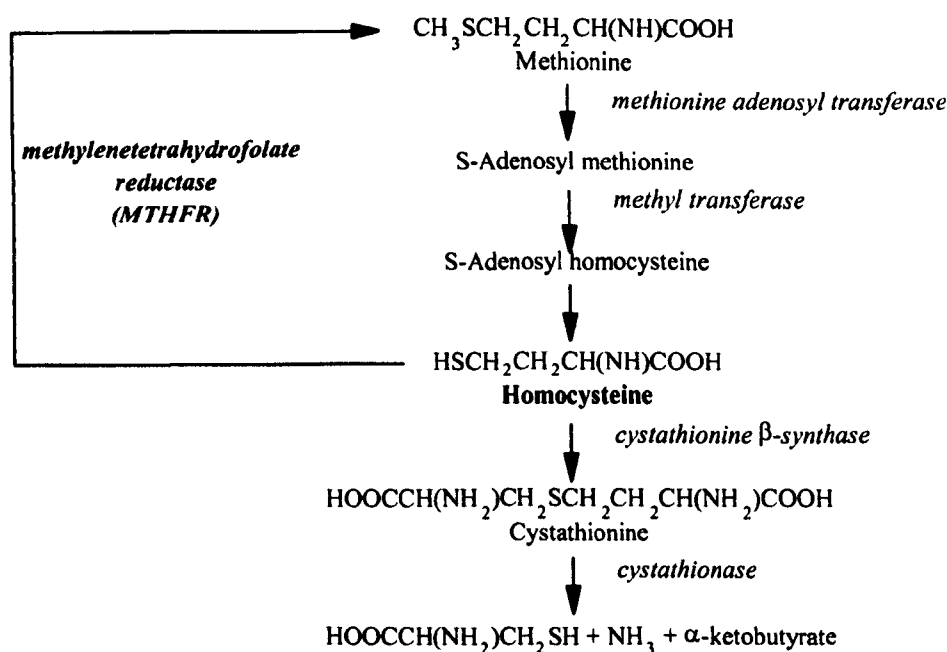 CH₃SCH₂CH₂CH(NH)COOH
Methionine
methionine adenosyl transferase
methylenetetrahydrofolate
reductase
(MTHFR)
S-Adenosyl methionine
methyl transferase
S-Adenosyl homocysteine
HSCH₂CH₂CH(NH)COOH
Homocysteine
cystathionine β-synthase
HOOCCH(NH₂)CH₂SCH₂CH₂CH(NH₂)COOH
Cystathionine
cystathionase
HOOCCH(NH₂)CH₂SH + NH₃ + α-ketobutyrate